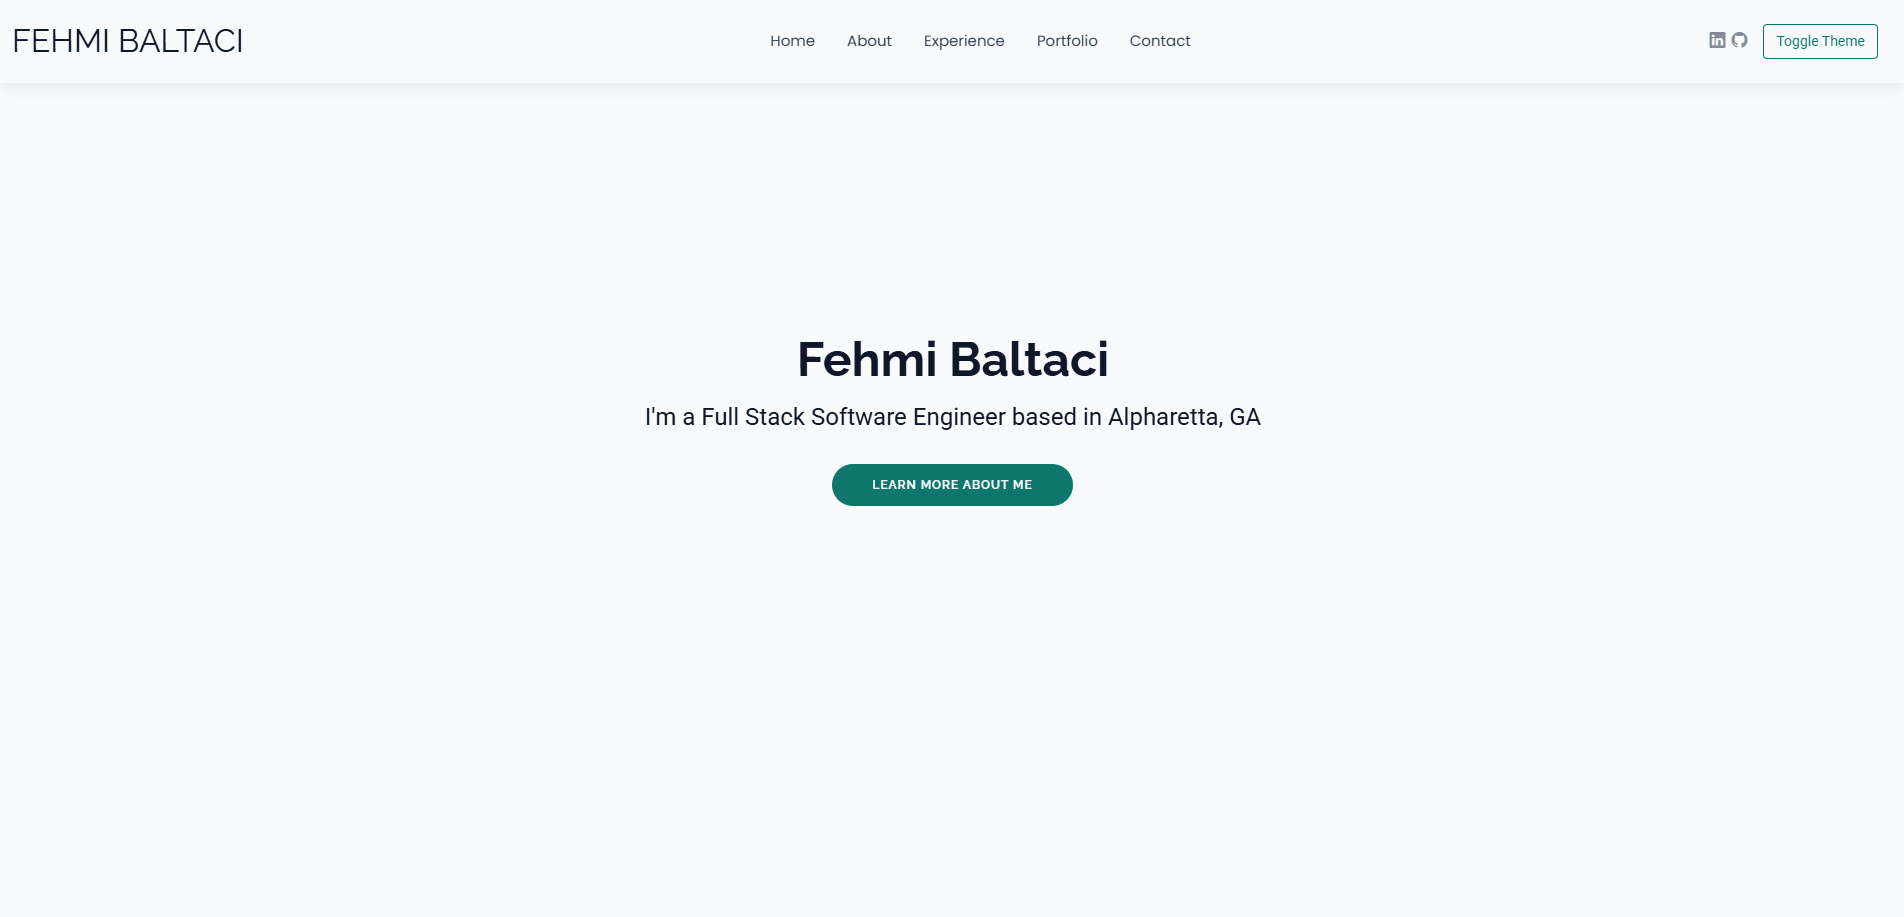 FEHMI BALTACI
Home About Experience Portfolio Contact
in
Toggle Theme
Fehmi Baltaci
I'm a Full Stack Software Engineer based in Alpharetta, GA
LEARN MORE ABOUT ME